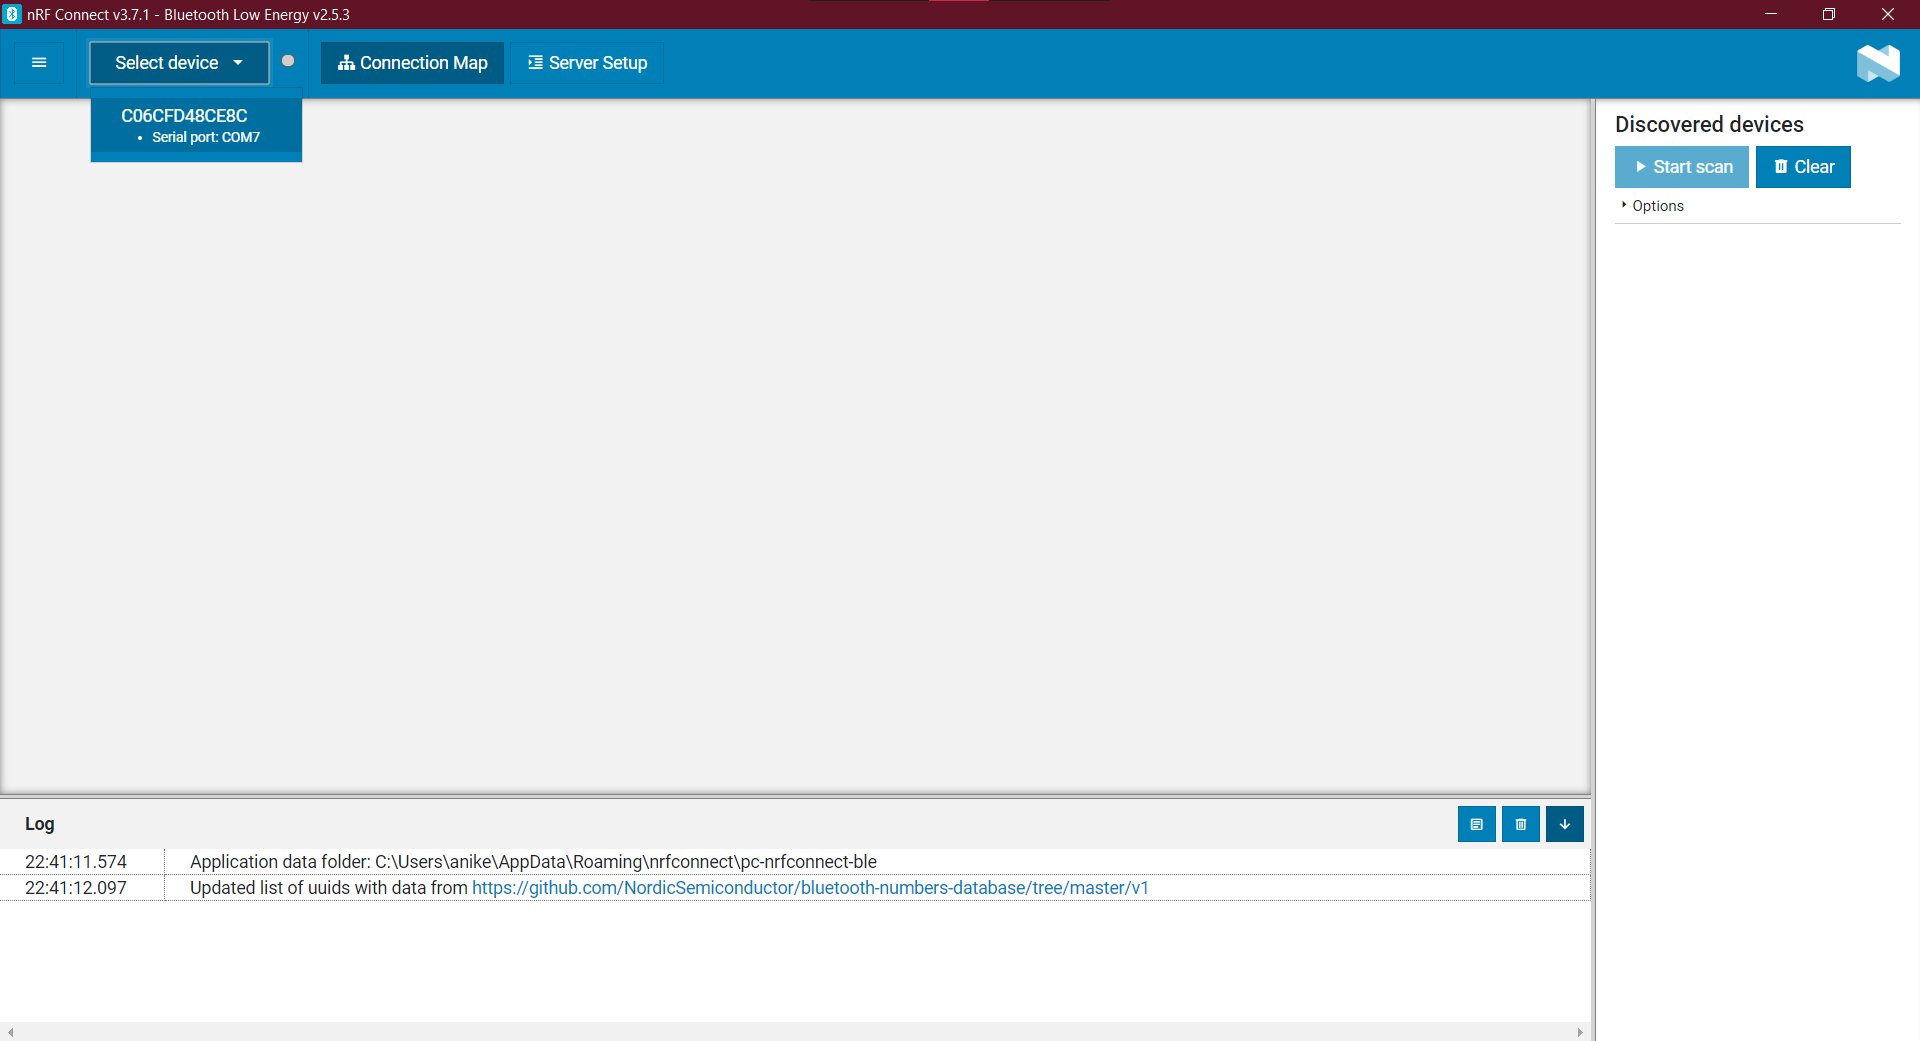 nRF Connect v3.7.1 - Bluetooth Low Energy v2.5.3
Select device
Connection Map
Server Setup
C06CFD48CE8C
• Serial port: COM7
Discovered devices
Start scan
Clear
Options
Log
22:41:11.574 Application data folder: C:\Users\anike\AppData\Roaming\nrfconnect\pc-nrfconnect-ble
22:41:12.097 Updated list of uuids with data from https://github.com/NordicSemiconductor/bluetooth-numbers-database/tree/master/v1